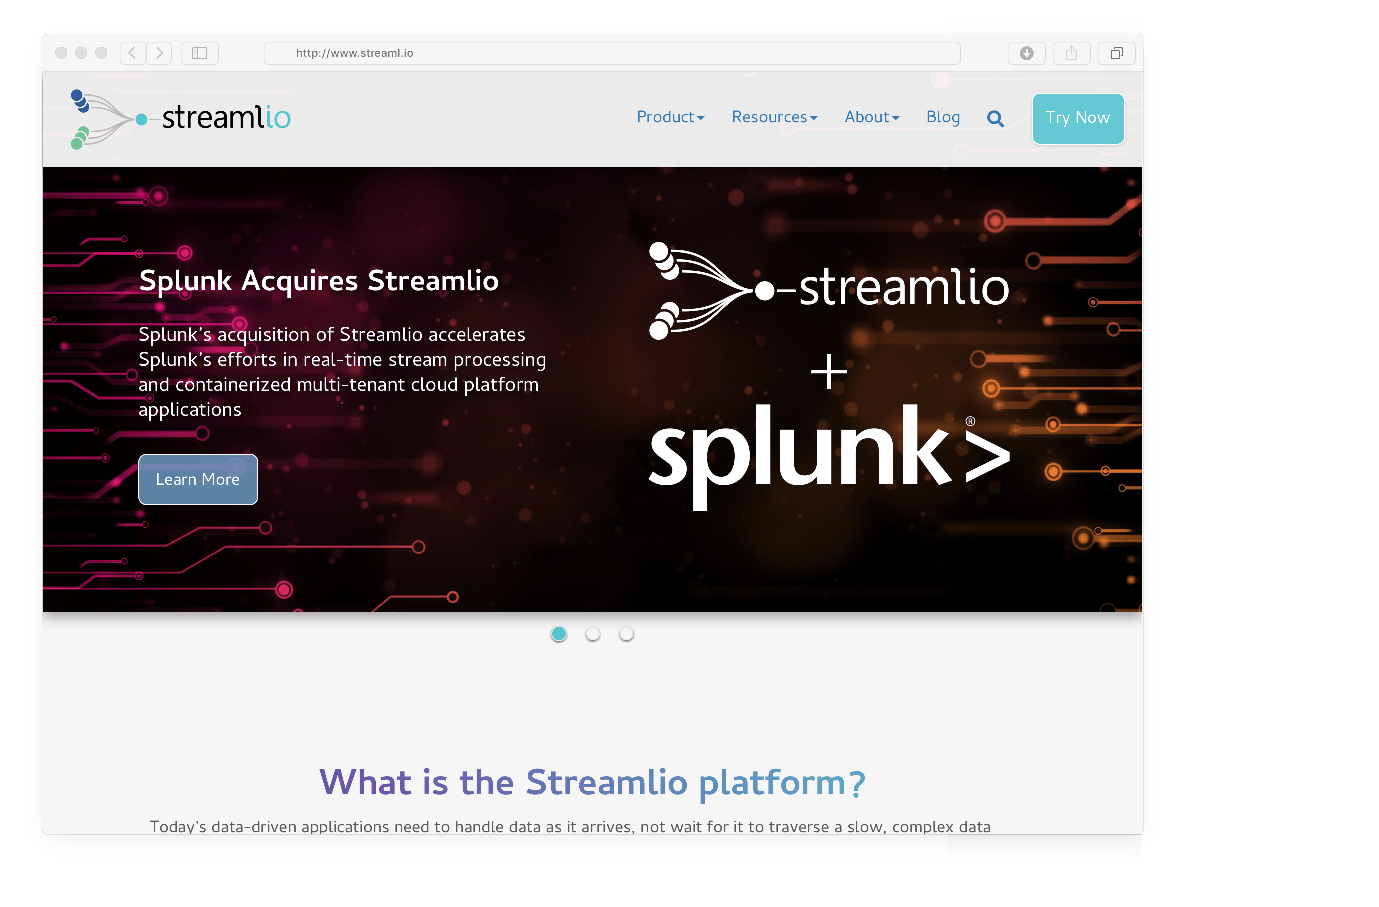 http://www.streaml.io
streamlio
Product Resources About Blog Try Now
Splunk Acquires Streamlio
Splunk's acquisition of Streamlio accelerates
Splunk's efforts in real-time stream processing
and containerized multi-tenant cloud platform
applications
Learn More
streamlio
+
splunk>®
What is the Streamlio platform?
Today's data-driven applications need to handle data as it arrives, not wait for it to traverse a slow, complex data